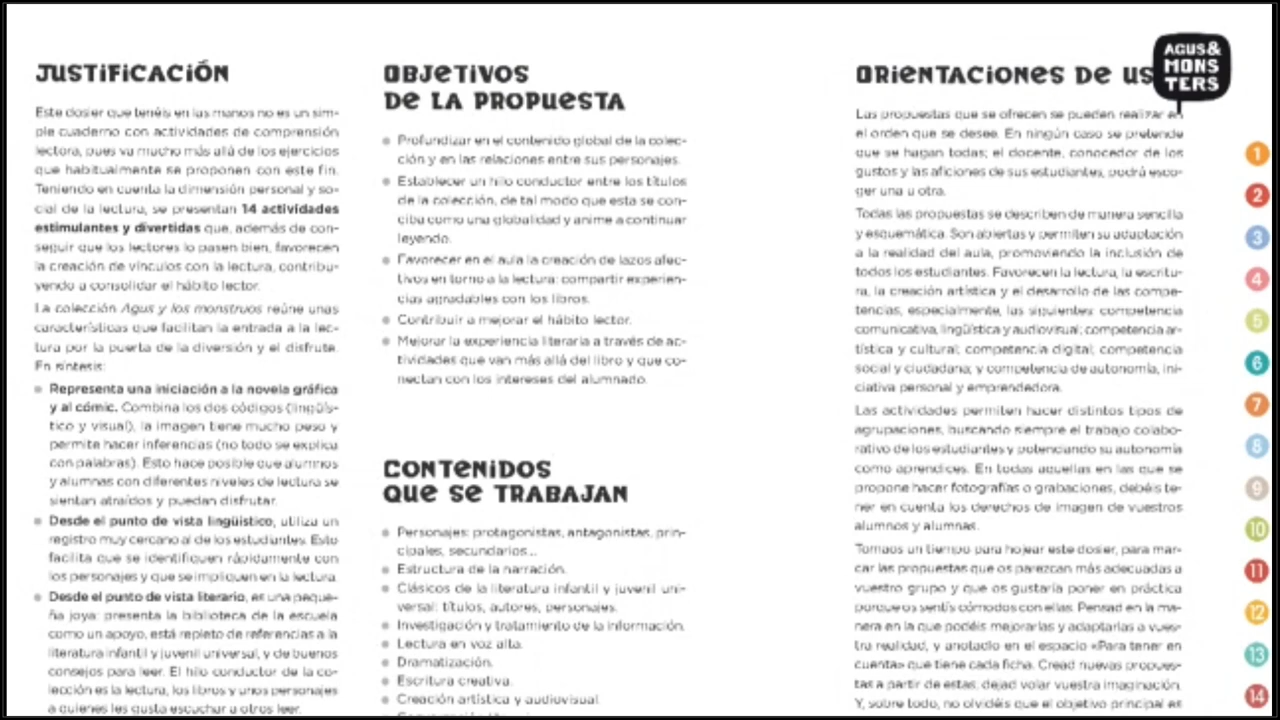 JUSTIFICACIÓN
Este dosier que tenéis en las manos no es un sim-
ple cuaderno con actividades de comprensión
lectora, pues va mucho más allá de los ejercicios
que habitualmente se proponen con este fin.
Teniendo en cuenta la dimensión personal y so-
cial de la lectura, se presentan 14 actividades
estimulantes y divertidas que, además de con-
seguir que los lectores lo pasen bien, favorecen
la creación de vínculos con la lectura, contribu-
yendo a consolidar el hábito lector.
La colección Agus y los monstruos reúne unas
características que facilitan la entrada a la lec-
tura por la puerta de la diversión y el disfrute.
En síntesis:
Representa una iniciación a la novela gráfica
y al cómic. Combina los dos códigos (lingüís-
tico y visual), la imagen tiene mucho peso y
permite hacer inferencias (no todo se explica
con palabras). Esto hace posible que alumnos
y alumnas con diferentes niveles de lectura se
sientan atraídos y puedan disfrutar.
Desde el punto de vista lingüístico, utiliza un
registro muy cercano al de los estudiantes. Esto
facilita que se identifiquen rápidamente con
los personajes y que se impliquen en la lectura.
Desde el punto de vista literario, es una peque-
ña joya: presenta la biblioteca de la escuela
como un apoyo, está repleto de referencias a la
literatura infantil y juvenil universal, y de buenos
consejos para leer. El hilo conductor de la co-
lección es la lectura, los libros y unos personajes
a quienes les gusta escuchar a otros leer.
OBJETIVOS
DE LA PROPUESTA
Profundizar en el contenido global de la colec-
ción y en las relaciones entre sus personajes.
Establecer un hilo conductor entre los títulos
de la colección, de tal modo que esta se con-
ciba como una globalidad y anime a continuar
leyendo.
Favorecer en el aula la creación de lazos afec-
tivos en torno a la lectura: compartir experien-
cias agradables con los libros.
Contribuir a mejorar el hábito lector.
Mejorar la experiencia literaria a través de ac-
tividades que van más allá del libro y que co-
nectan con los intereses del alumnado.
CONTENIDOS
QUE SE TRABAJAN
Personajes: protagonistas, antagonistas, prin-
cipales, secundarios...
Estructura de la narración.
Clásicos de la literatura infantil y juvenil uni-
versal: títulos, autores, personajes.
Investigación y tratamiento de la información.
Lectura en voz alta.
Dramatización.
Escritura creativa.
Creación artística y audiovisual
ORIENTACIONES DE US
Las propuestas que se ofrecen se pueden realizar en
el orden que se desee. En ningún caso se pretende
que se hagan todas; el docente, conocedor de los
gustos y las aficiones de sus estudiantes, podrá esco-
ger una u otra.
Todas las propuestas se describen de manera sencilla
y esquemática. Son abiertas y permiten su adaptación
a la realidad del aula, promoviendo la inclusión de
todos los estudiantes. Favorecen la lectura, la escritu-
ra, la creación artística y el desarrollo de las compe-
tencias, especialmente, las siguientes: competencia
comunicativa, lingüística y audiovisual; competencia ar-
tística y cultural; competencia digital; competencia
social y ciudadana; y competencia de autonomía, ini-
ciativa personal y emprendedora.
Las actividades permiten hacer distintos tipos de
agrupaciones, buscando siempre el trabajo colabo-
rativo de los estudiantes y potenciando su autonomía
como aprendices. En todas aquellas en las que se
propone hacer fotografías o grabaciones, debéis te-
ner en cuenta los derechos de imagen de vuestros
alumnos y alumnas.
Tomaos un tiempo para hojear este dosier, para mar-
car las propuestas que os parezcan más adecuadas a
vuestro grupo y que os gustaría poner en práctica
porque os sentís cómodos con ellas. Pensad en la ma-
nera en la que podéis mejorarlas y adaptarlas a vues-
tra realidad, y anotadlo en el espacio «Para tener en
cuenta» que tiene cada ficha. Cread nuevas propues-
tas a partir de estas, dejad volar vuestra imaginación.
Y, sobre todo, no olvidéis que el objetivo principal es
AGUS&
MONS
TERS
1
2
3
4
5
6
7
8
9
10
11
12
13
14